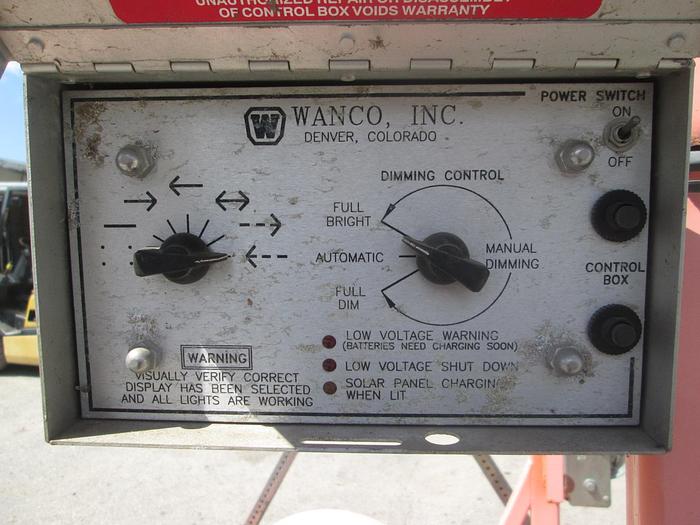 UNAUTHORIZED REPAIR OR DISASSEMBLY
OF CONTROL BOX VOIDS WARRANTY
W
WANCO, INC.
DENVER, COLORADO
POWER SWITCH
ON
OFF
DIMMING CONTROL
FULL
BRIGHT
AUTOMATIC
MANUAL
DIMMING
FULL
DIM
CONTROL
BOX
LOW VOLTAGE WARNING
(BATTERIES NEED CHARGING SOON)
LOW VOLTAGE SHUT DOWN
SOLAR PANEL CHARGING
WHEN LIT
WARNING
VISUALLY VERIFY CORRECT
DISPLAY HAS BEEN SELECTED
AND ALL LIGHTS ARE WORKING